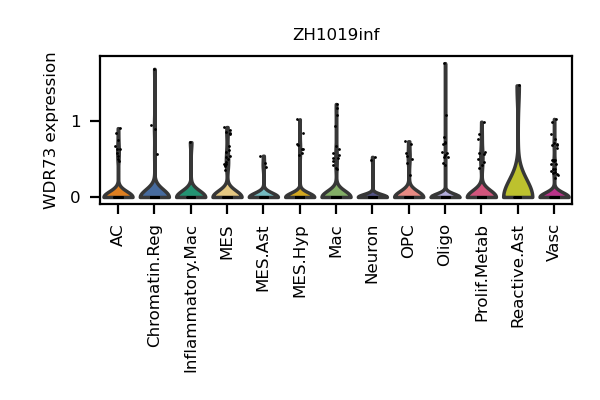 ZH1019inf
WDR73 expression
1
0
AC
Chromatin.Reg
Inflammatory.Mac
MES
MES.Ast
MES.Hyp
Mac
Neuron
OPC
Oligo
Prolif.Metab
Reactive.Ast
Vasc